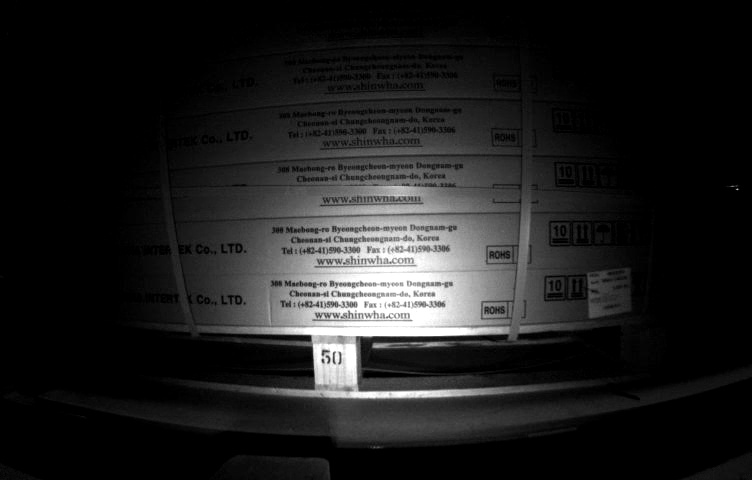 308 Maebong-ro Byeongcheon-myeon Dongnam-gu
Cheonan-si Chungcheongnam-do, Korea
Tel : (+82-41)590-3300 Fax : (+82-41)590-3306
www.shinwha.com
Co., LTD.
ROHS
308 Maebong-ro Byeongcheon-myeon Dongnam-gu
Cheonan-si Chungcheongnam-do, Korea
Tel : (+82-41)590-3300 Fax : (+82-41)590-3306
www.shinwha.com
TEK Co., LTD.
ROHS
10
308 Maebong-ro Byeongcheon-myeon Dongnam-gu
Cheonan-si Chungcheongnam-do, Korea
10
www.shinwha.com
308 Maebong-ro Byeongcheon-myeon Dongnam-gu
Cheonan-si Chungcheongnam-do, Korea
Tel : (+82-41)590-3300 Fax : (+82-41)590-3306
www.shinwha.com
INTERTEK Co., LTD.
ROHS
10
308 Maebong-ro Byeongcheon-myeon Dongnam-gu
Cheonan-si Chungcheongnam-do, Korea
Tel : (+82-41)590-3300 Fax : (+82-41)590-3306
www.shinwha.com
INTERTEK Co., LTD.
ROHS
10
50